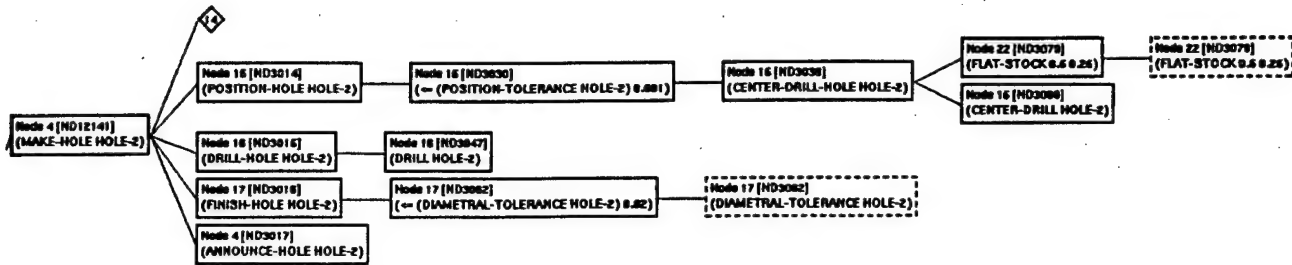 14
Node 22 [ND3079]
(FLAT-STOCK 0.5 0.25)
Node 22 [ND3079]
(FLAT-STOCK 0.5 0.25)
Node 15 [ND3014]
(POSITION-HOLE HOLE-2)
Node 15 [ND3030]
(<= (POSITION-TOLERANCE HOLE-2) 0.001)
Node 15 [ND3038]
(CENTER-DRILL-HOLE HOLE-2)
Node 15 [ND3088]
(CENTER-DRILL HOLE-2)
Node 4 [ND12141]
(MAKE-HOLE HOLE-2)
Node 16 [ND3015]
(DRILL-HOLE HOLE-2)
Node 16 [ND3047]
(DRILL HOLE-2)
Node 17 [ND3016]
(FINISH-HOLE HOLE-2)
Node 17 [ND3062]
(<= (DIAMETRAL-TOLERANCE HOLE-2) 0.02)
Node 17 [ND3062]
(DIAMETRAL-TOLERANCE HOLE-2)
Node 4 [ND3017]
(ANNOUNCE-HOLE HOLE-2)